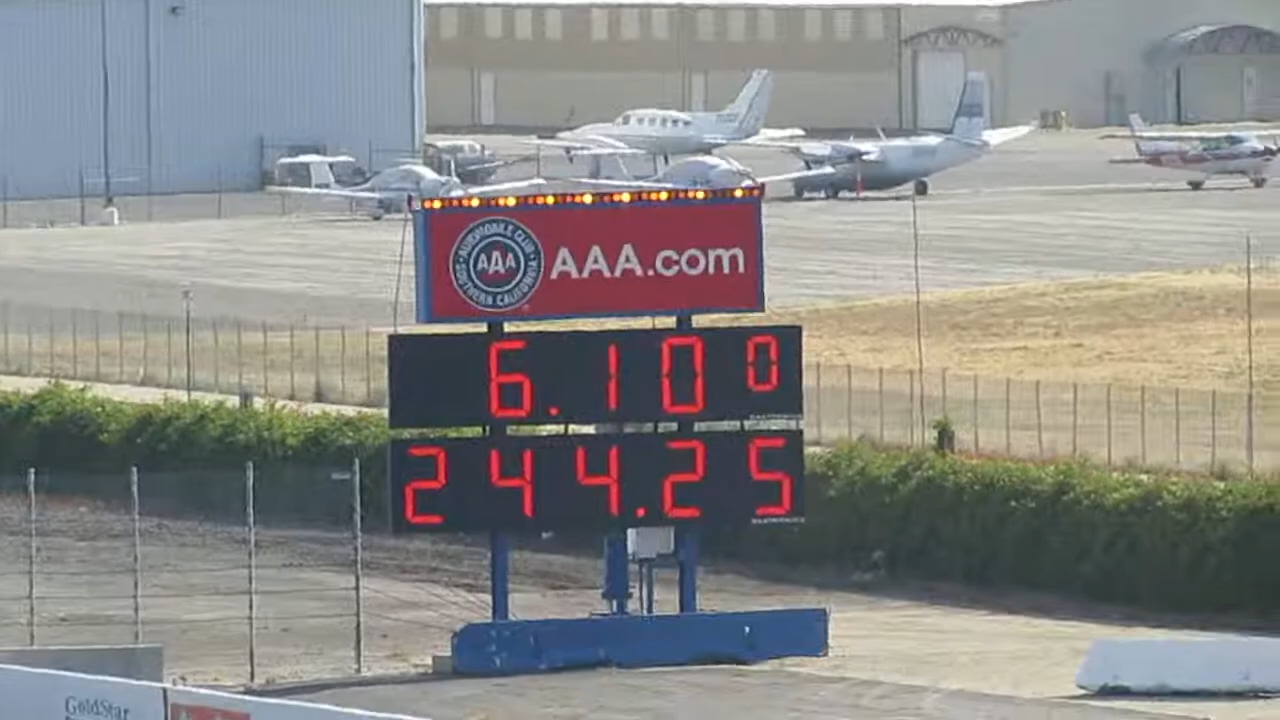 AUTOMOBILE CLUB
AAA
SOUTHERN CALIFORNIA
AAA.com
6.100
244.25
GoldStar